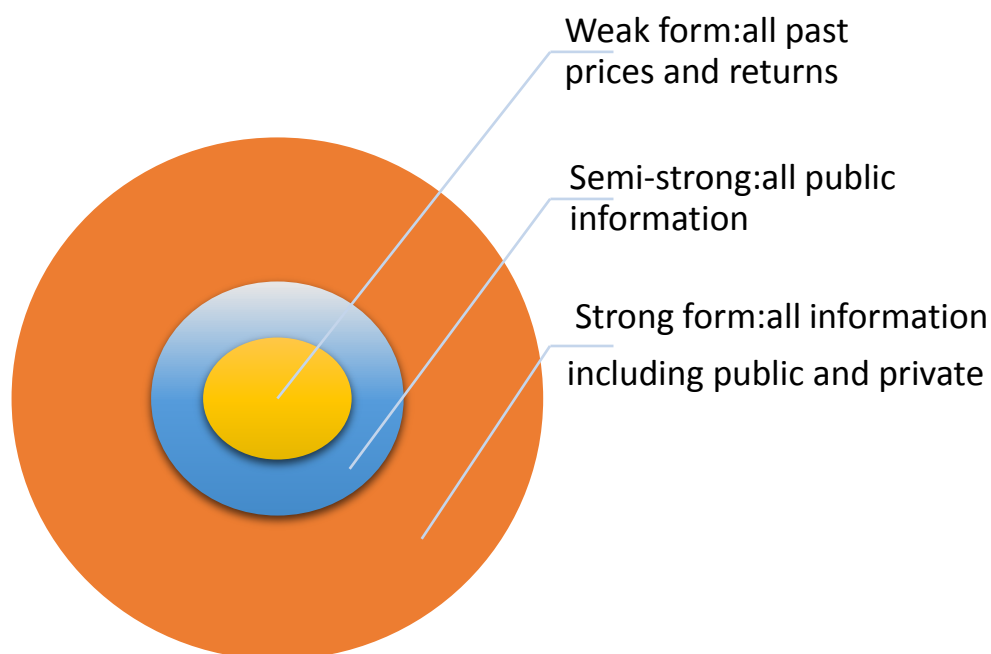 Weak form:all past
prices and returns
Semi-strong:all public
information
Strong form:all information
including public and private